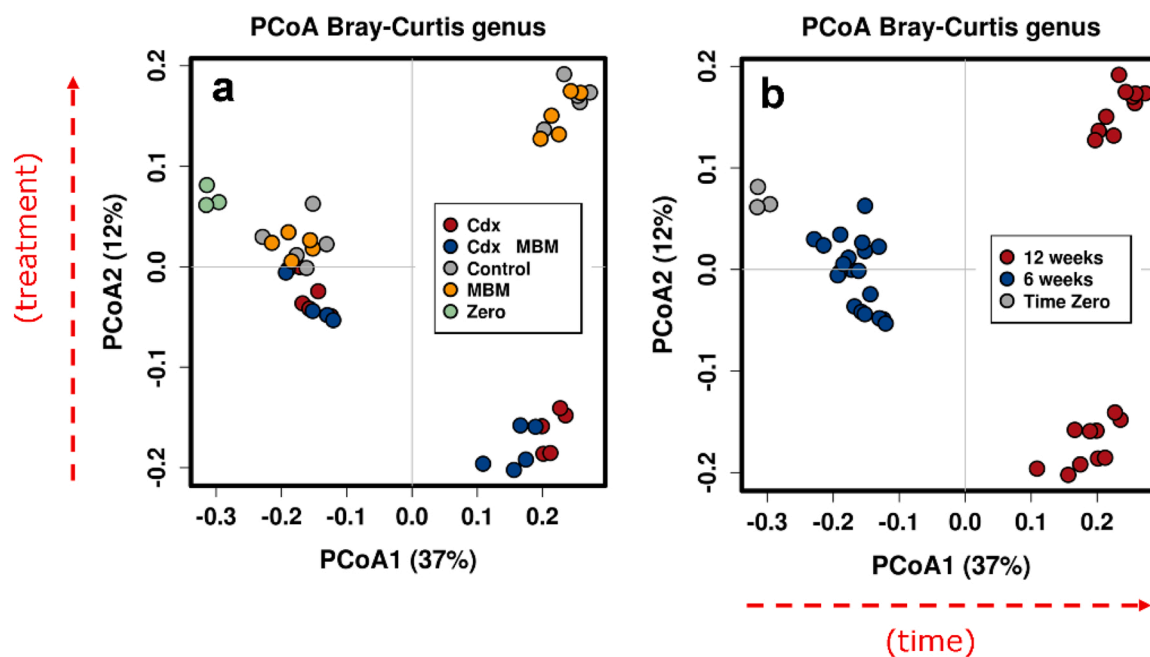 PCoA Bray-Curtis genus
a
(treatment)
PCoA2 (12%)
0.2
0.1
0.0
-0.1
-0.2
Cdx
Cdx MBM
Control
MBM
Zero
-0.3 -0.2 -0.1 0.0 0.1 0.2
PCoA1 (37%)
PCoA Bray-Curtis genus
b
PCoA2 (12%)
0.2
0.1
0.0
-0.1
-0.2
12 weeks
6 weeks
Time Zero
-0.3 -0.2 -0.1 0.0 0.1 0.2
PCoA1 (37%)
(time)